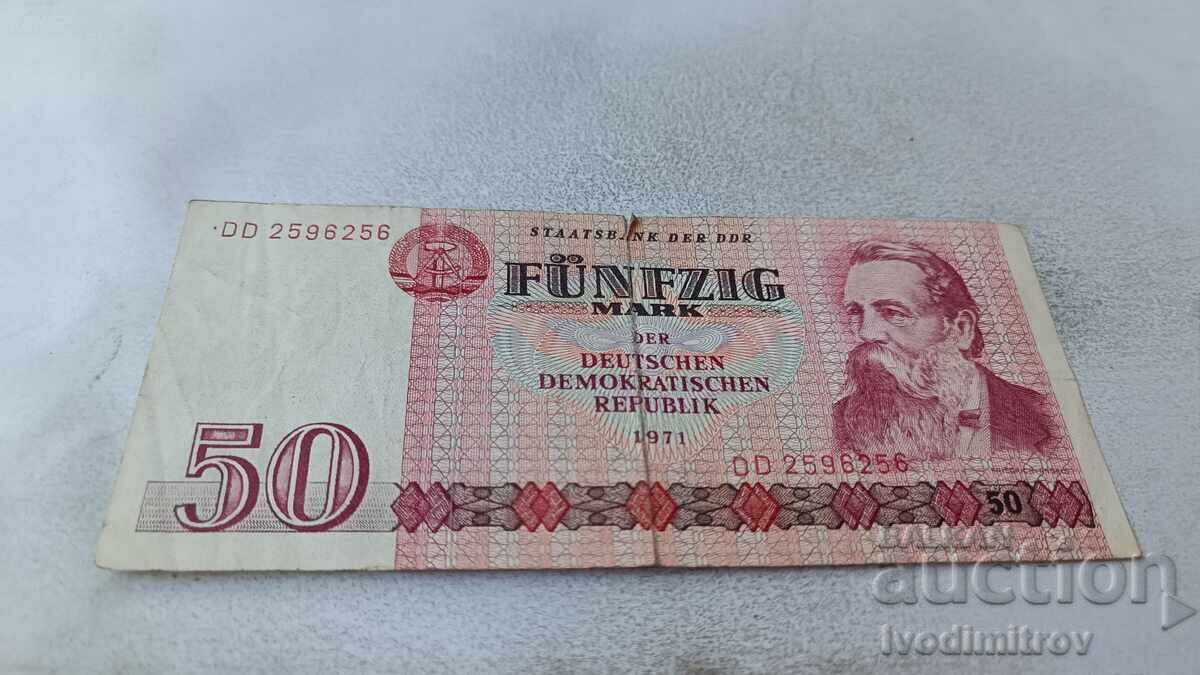 DD 2596256
STAATSBANK DER DDR
FÜNFZIG
MARK
DER
DEUTSCHEN
DEMOKRATISCHEN
REPUBLIK
1971
DD 2596256
50
50
BALKAN
auction
Ivodimitrov